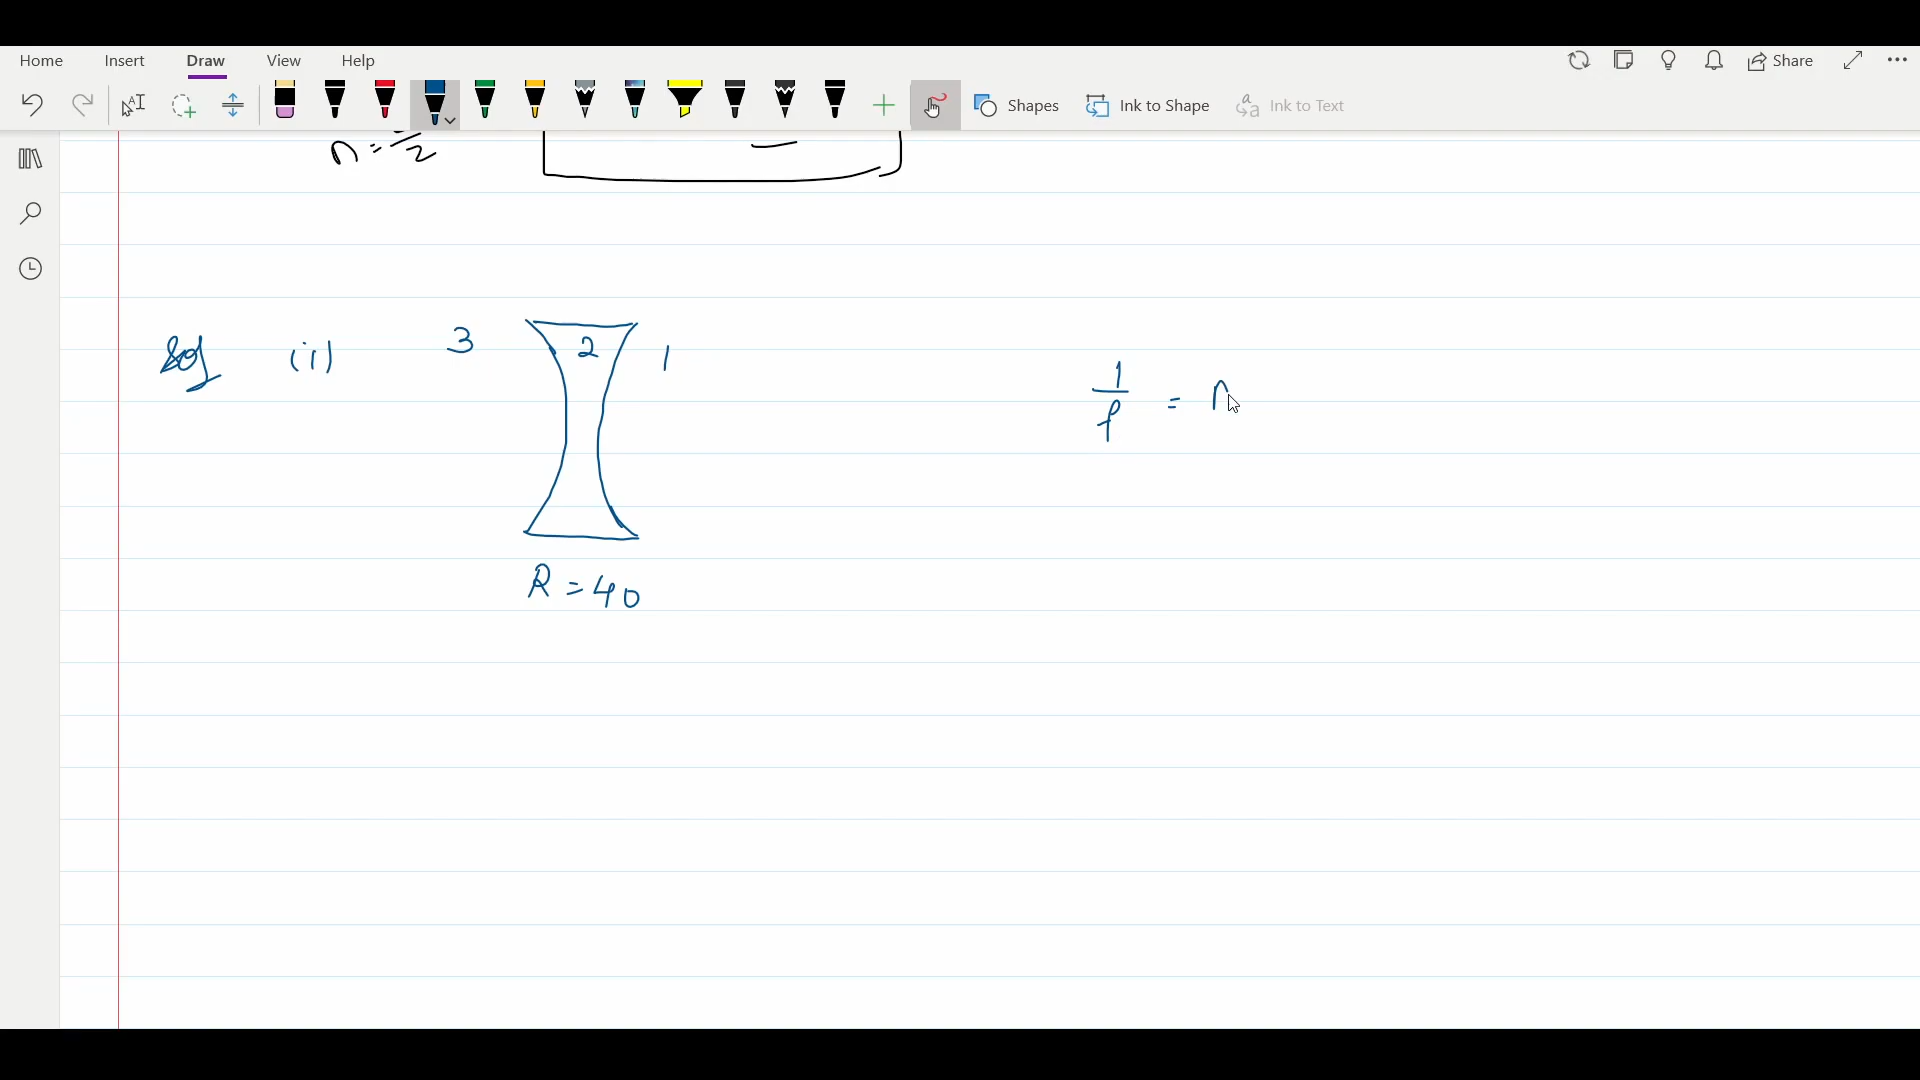 Home Insert Draw View Help Share
Shapes Ink to Shape Ink to Text
n = /2
Sol (ii) 3 2 1
1/f = n
R = 40